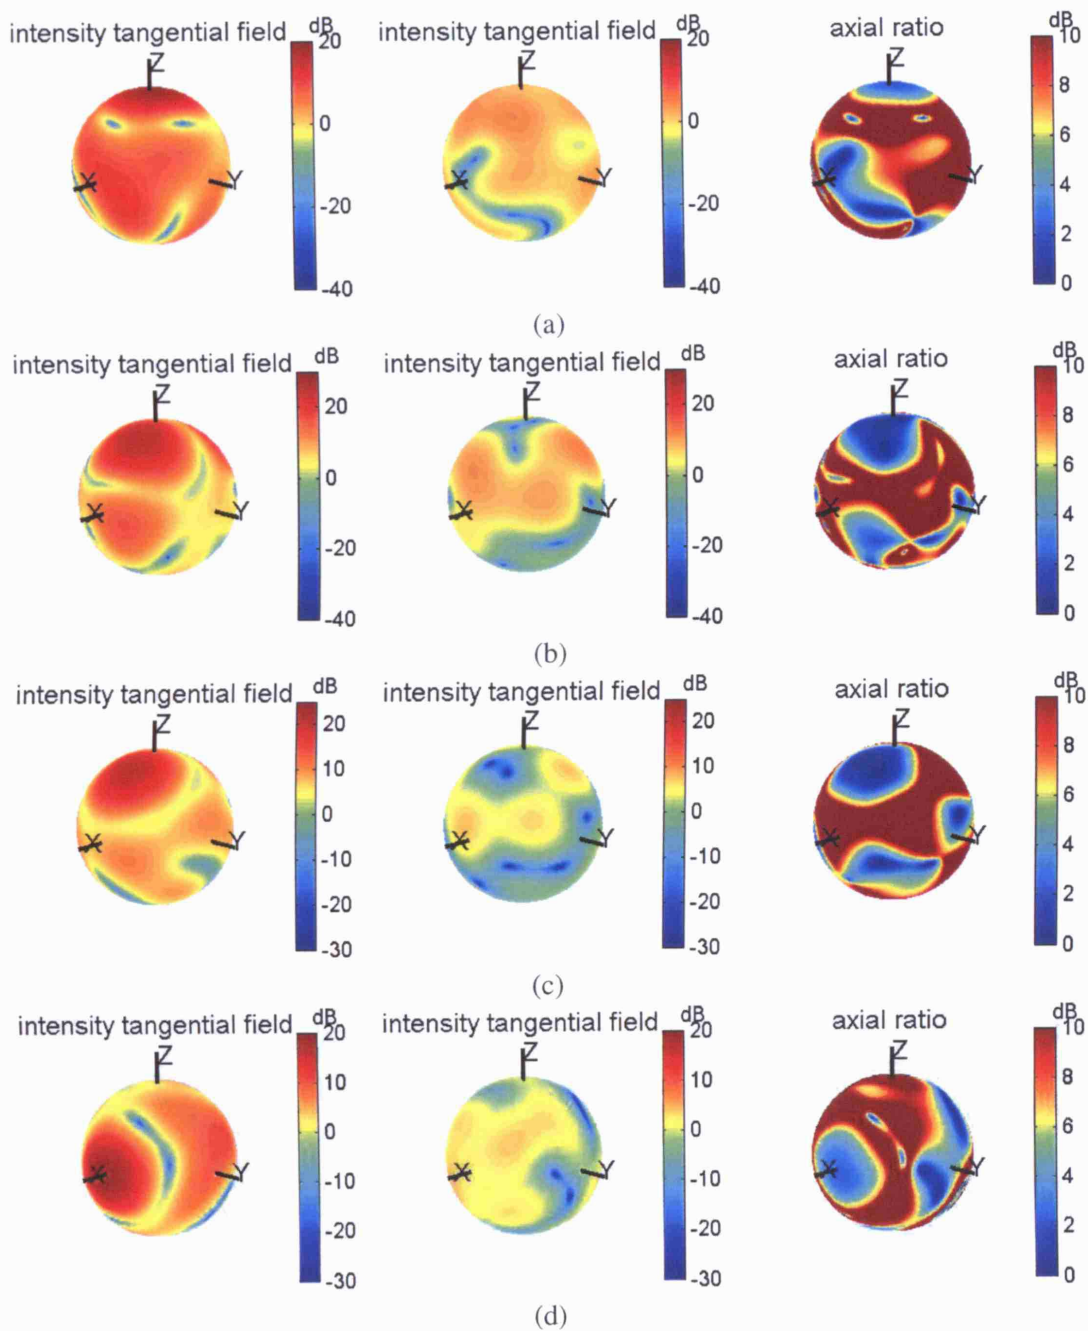 intensity tangential field dB intensity tangential field dB axial ratio dB
Z Z Z
20 20 10
0 0 8
-20 -20 6
-40 -40 4
2
0
X Y X Y X Y
(a)
intensity tangential field dB intensity tangential field dB axial ratio dB
Z Z Z
20 20 10
0 0 8
-20 -20 6
-40 -40 4
2
0
X Y X Y X Y
(b)
intensity tangential field dB intensity tangential field dB axial ratio dB
Z Z Z
20 20 10
10 10 8
0 0 6
-10 -10 4
-20 -20 2
-30 -30 0
X Y X Y X Y
(c)
intensity tangential field dB intensity tangential field dB axial ratio dB
Z Z Z
20 20 10
10 10 8
0 0 6
-10 -10 4
-20 -20 2
-30 -30 0
X Y X Y X Y
(d)